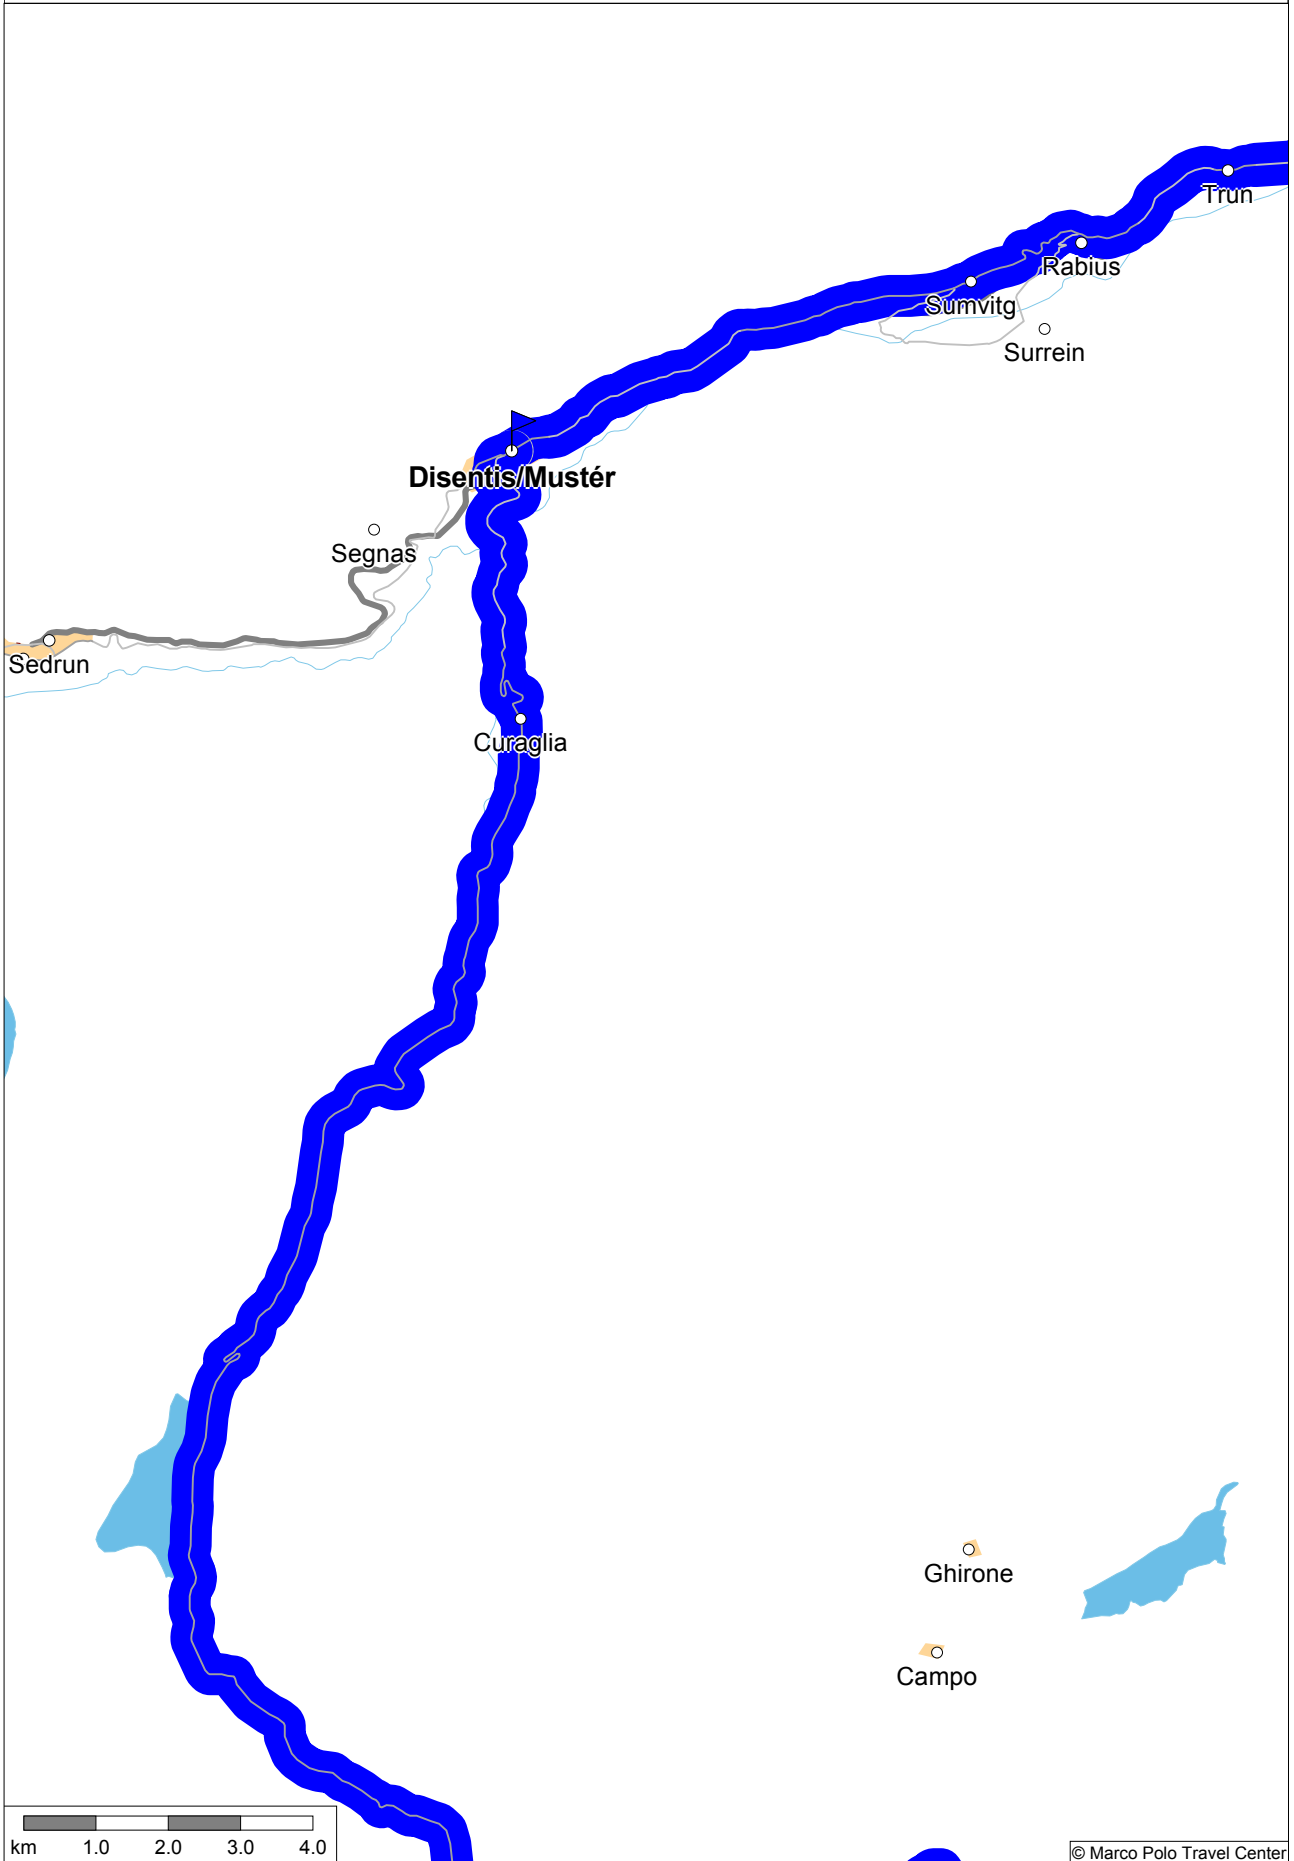 Trun
Rabius
Sumvitg
Surrein
Disentis/Mustér
Segnas
Sedrun
Curaglia
Ghirone
Campo
km 1.0 2.0 3.0 4.0
© Marco Polo Travel Center